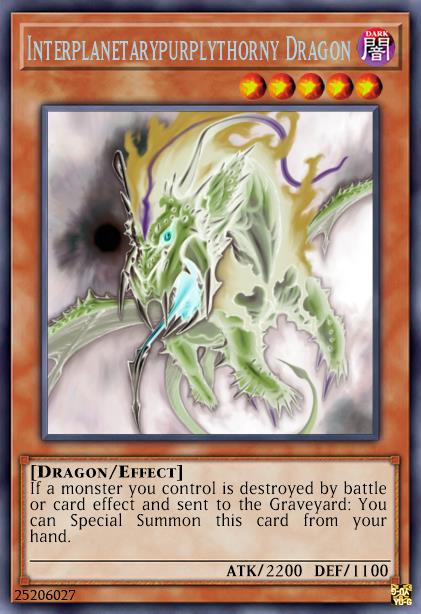 INTERPLANETARYPURPLYTHORNY DRAGON
DARK
闇
[DRAGON/EFFECT]
If a monster you control is destroyed by battle
or card effect and sent to the Graveyard: You
can Special Summon this card from your
hand.
ATK/2200 DEF/1100
25206027